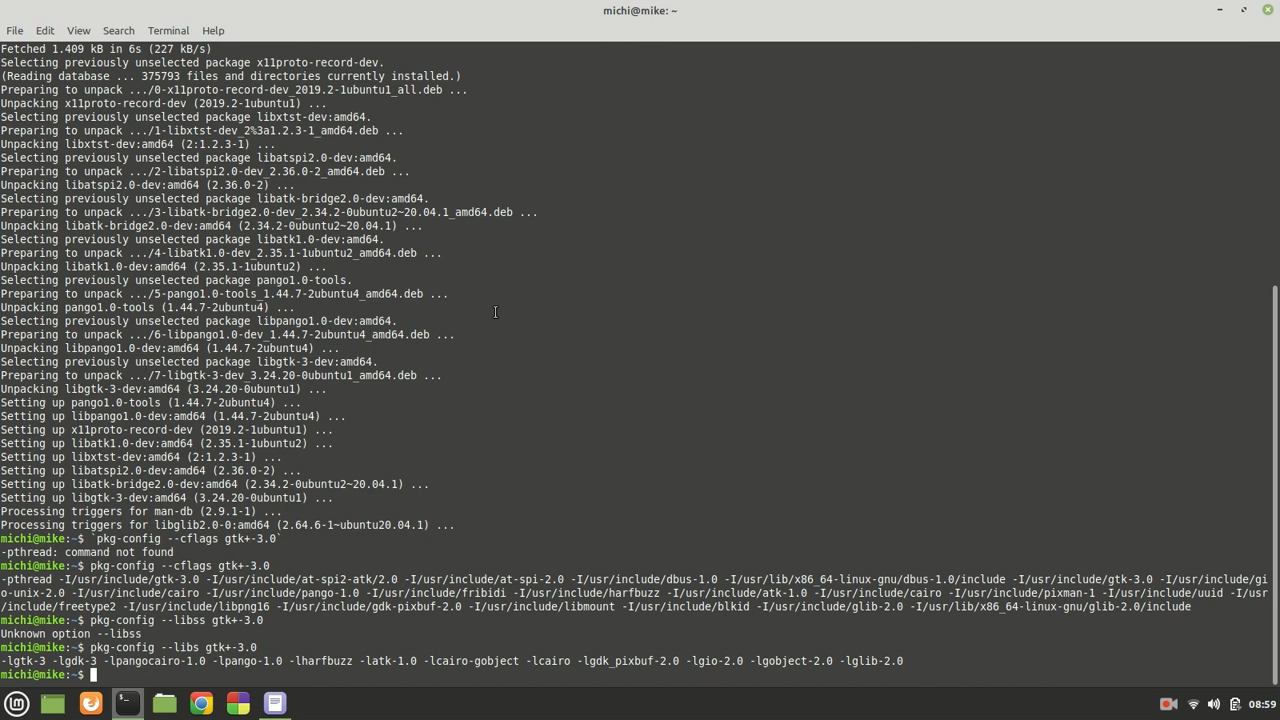 michi@mike: ~
File Edit View Search Terminal Help
Fetched 1.409 kB in 6s (227 kB/s)
Selecting previously unselected package x11proto-record-dev.
(Reading database ... 375793 files and directories currently installed.)
Preparing to unpack .../0-x11proto-record-dev_2019.2-1ubuntu1_all.deb ...
Unpacking x11proto-record-dev (2019.2-1ubuntu1) ...
Selecting previously unselected package libxtst-dev:amd64.
Preparing to unpack .../1-libxtst-dev_2%3a1.2.3-1_amd64.deb ...
Unpacking libxtst-dev:amd64 (2:1.2.3-1) ...
Selecting previously unselected package libatspi2.0-dev:amd64.
Preparing to unpack .../2-libatspi2.0-dev_2.36.0-2_amd64.deb ...
Unpacking libatspi2.0-dev:amd64 (2.36.0-2) ...
Selecting previously unselected package libatk-bridge2.0-dev:amd64.
Preparing to unpack .../3-libatk-bridge2.0-dev_2.34.2-0ubuntu2~20.04.1_amd64.deb ...
Unpacking libatk-bridge2.0-dev:amd64 (2.34.2-0ubuntu2~20.04.1) ...
Selecting previously unselected package libatk1.0-dev:amd64.
Preparing to unpack .../4-libatk1.0-dev_2.35.1-1ubuntu2_amd64.deb ...
Unpacking libatk1.0-dev:amd64 (2.35.1-1ubuntu2) ...
Selecting previously unselected package pango1.0-tools.
Preparing to unpack .../5-pango1.0-tools_1.44.7-2ubuntu4_amd64.deb ...
Unpacking pango1.0-tools (1.44.7-2ubuntu4) ...
Selecting previously unselected package libpango1.0-dev:amd64.
Preparing to unpack .../6-libpango1.0-dev_1.44.7-2ubuntu4_amd64.deb ...
Unpacking libpango1.0-dev:amd64 (1.44.7-2ubuntu4) ...
Selecting previously unselected package libgtk-3-dev:amd64.
Preparing to unpack .../7-libgtk-3-dev_3.24.20-0ubuntu1_amd64.deb ...
Unpacking libgtk-3-dev:amd64 (3.24.20-0ubuntu1) ...
Setting up pango1.0-tools (1.44.7-2ubuntu4) ...
Setting up libpango1.0-dev:amd64 (1.44.7-2ubuntu4) ...
Setting up x11proto-record-dev (2019.2-1ubuntu1) ...
Setting up libatk1.0-dev:amd64 (2.35.1-1ubuntu2) ...
Setting up libxtst-dev:amd64 (2:1.2.3-1) ...
Setting up libatspi2.0-dev:amd64 (2.36.0-2) ...
Setting up libatk-bridge2.0-dev:amd64 (2.34.2-0ubuntu2~20.04.1) ...
Setting up libgtk-3-dev:amd64 (3.24.20-0ubuntu1) ...
Processing triggers for man-db (2.9.1-1) ...
Processing triggers for libglib2.0-0:amd64 (2.64.6-1~ubuntu20.04.1) ...
michi@mike:~$ `pkg-config --cflags gtk+-3.0`
-pthread: command not found
michi@mike:~$ pkg-config --cflags gtk+-3.0
-pthread -I/usr/include/gtk-3.0 -I/usr/include/at-spi2-atk/2.0 -I/usr/include/at-spi-2.0 -I/usr/include/dbus-1.0 -I/usr/lib/x86_64-linux-gnu/dbus-1.0/include -I/usr/include/gtk-3.0 -I/usr/include/gi
o-unix-2.0 -I/usr/include/cairo -I/usr/include/pango-1.0 -I/usr/include/fribidi -I/usr/include/harfbuzz -I/usr/include/atk-1.0 -I/usr/include/cairo -I/usr/include/pixman-1 -I/usr/include/uuid -I/usr
/include/freetype2 -I/usr/include/libpng16 -I/usr/include/gdk-pixbuf-2.0 -I/usr/include/libmount -I/usr/include/blkid -I/usr/include/glib-2.0 -I/usr/lib/x86_64-linux-gnu/glib-2.0/include
michi@mike:~$ pkg-config --libss gtk+-3.0
Unknown option --libss
michi@mike:~$ pkg-config --libs gtk+-3.0
-lgtk-3 -lgdk-3 -lpangocairo-1.0 -lpango-1.0 -lharfbuzz -latk-1.0 -lcairo-gobject -lcairo -lgdk_pixbuf-2.0 -lgio-2.0 -lgobject-2.0 -lglib-2.0
michi@mike:~$
08:59